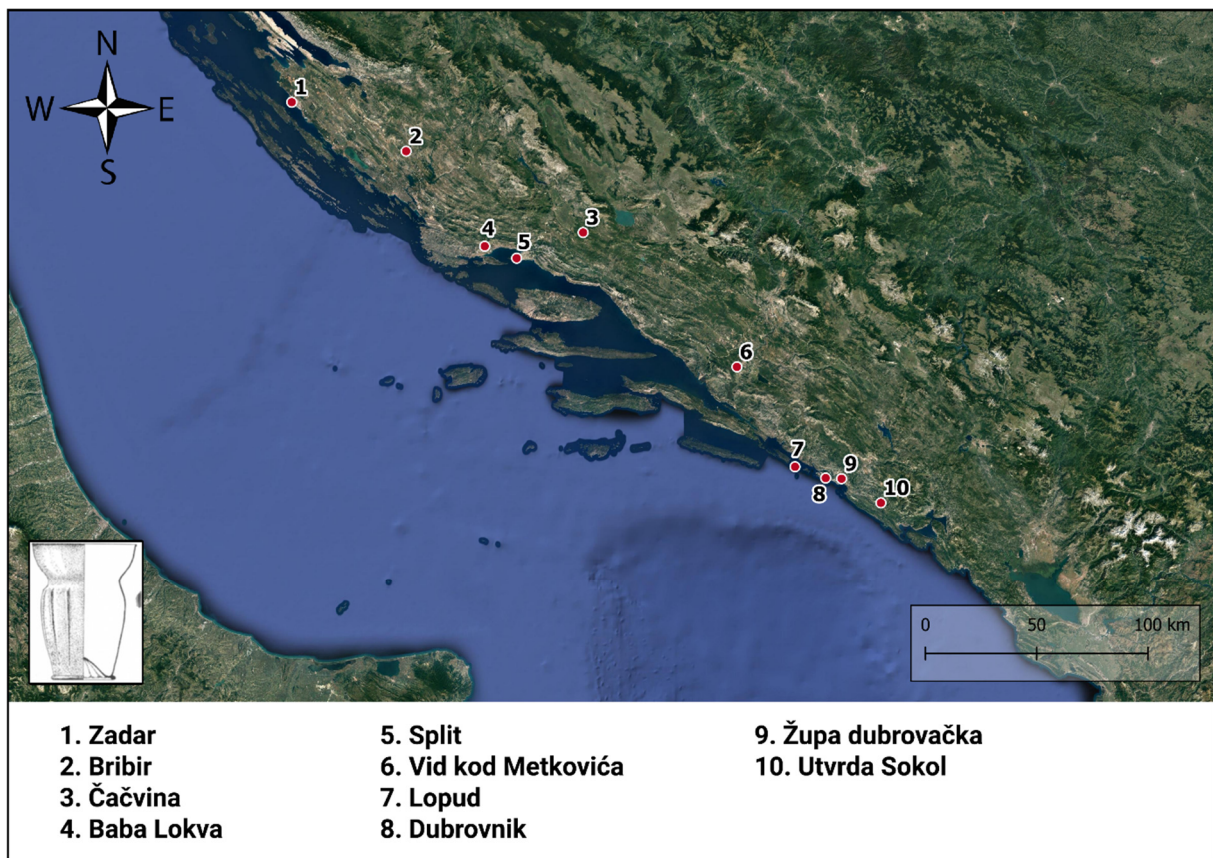 N
W E
S
1
2
3
4
5
6
7
8
9
10
0 50 100 km
1. Zadar
2. Bribir
3. Čačvina
4. Baba Lokva
5. Split
6. Vid kod Metkovića
7. Lopud
8. Dubrovnik
9. Župa dubrovačka
10. Utvrda Sokol